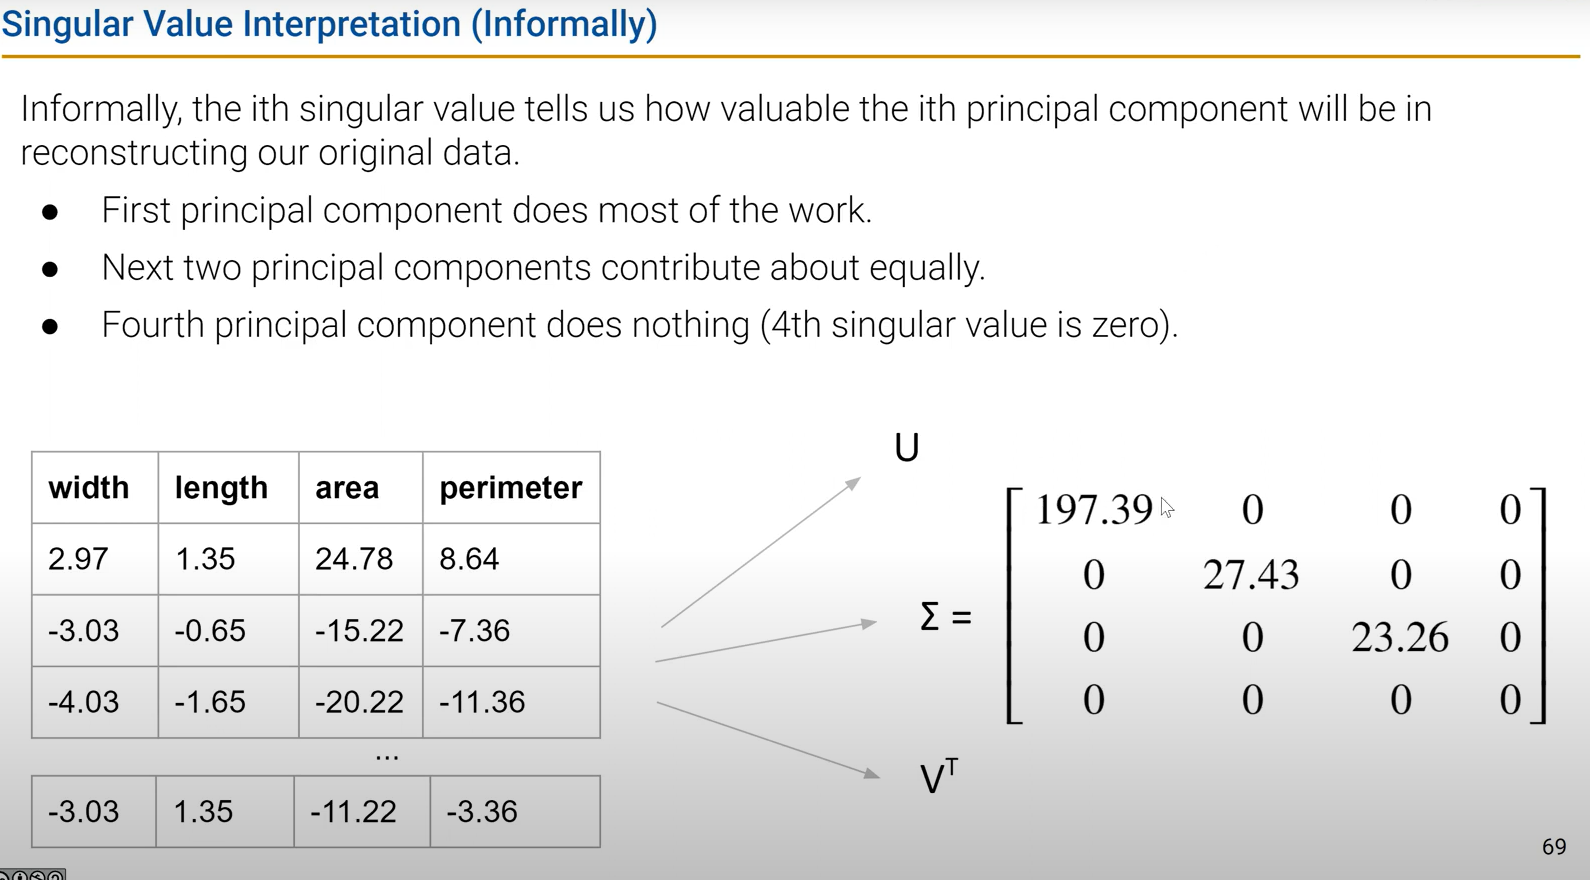 Singular Value Interpretation (Informally)
Informally, the ith singular value tells us how valuable the ith principal component will be in
reconstructing our original data.
● First principal component does most of the work.
● Next two principal components contribute about equally.
● Fourth principal component does nothing (4th singular value is zero).
width length area perimeter
2.97 1.35 24.78 8.64
-3.03 -0.65 -15.22 -7.36
-4.03 -1.65 -20.22 -11.36
...
-3.03 1.35 -11.22 -3.36
U
Σ =
197.39 0 0 0
0 27.43 0 0
0 0 23.26 0
0 0 0 0
V^T
69